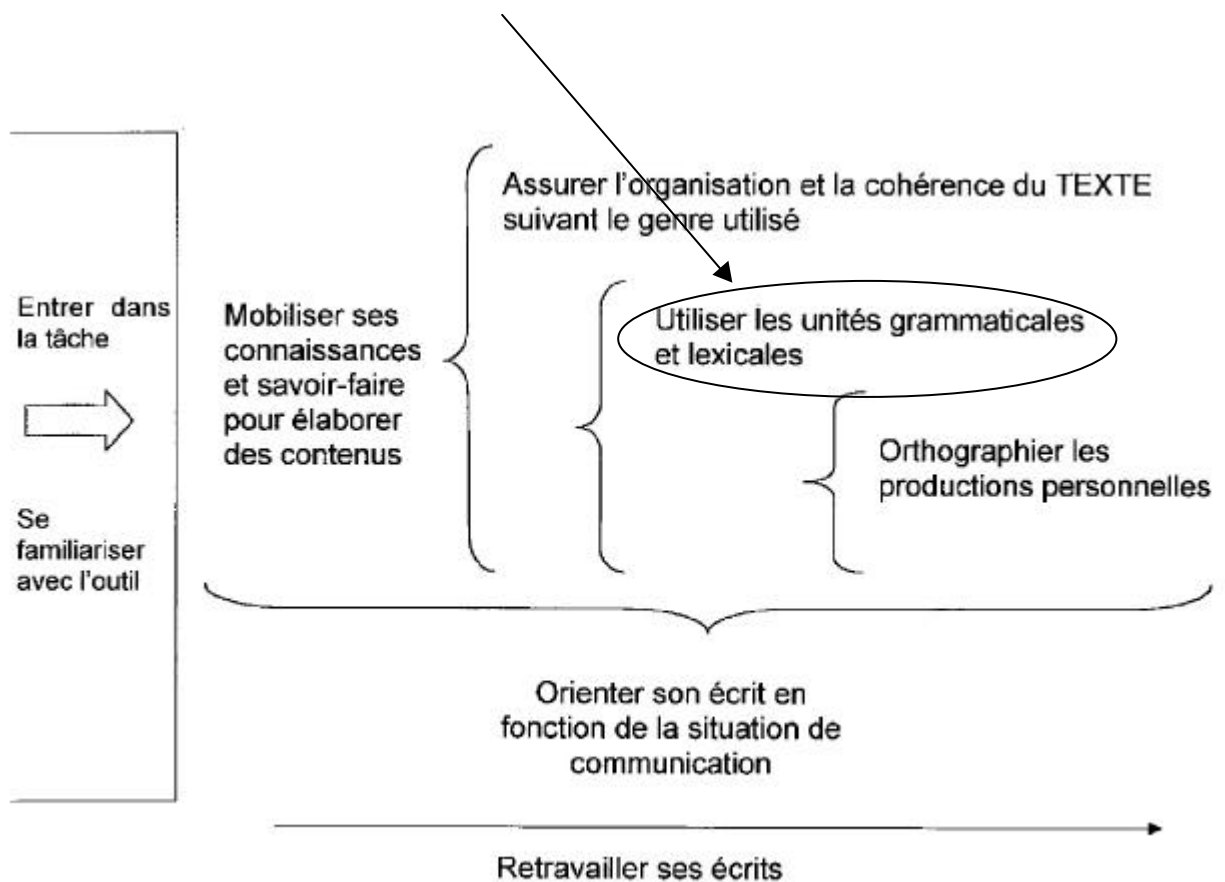 Entrer dans
la tâche
Se
familiariser
avec l'outil
Mobiliser ses
connaissances
et savoir-faire
pour élaborer
des contenus
Assurer l'organisation et la cohérence du TEXTE
suivant le genre utilisé
Utiliser les unités grammaticales
et lexicales
Orthographier les
productions personnelles
Orienter son écrit en
fonction de la situation de
communication
Retravailler ses écrits